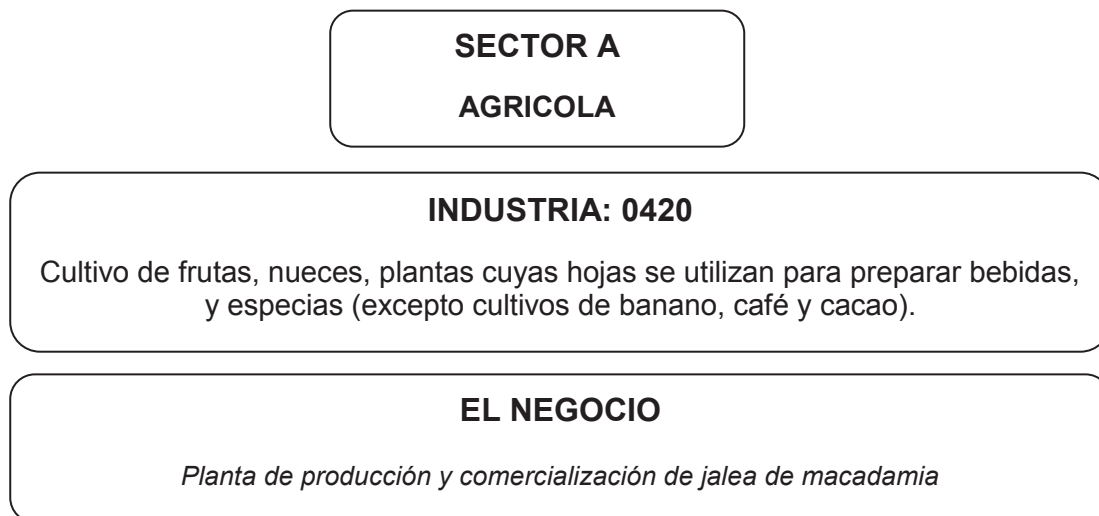 SECTOR A
AGRICOLA
INDUSTRIA: 0420
Cultivo de frutas, nueces, plantas cuyas hojas se utilizan para preparar bebidas,
y especias (excepto cultivos de banano, café y cacao).
EL NEGOCIO
Planta de producción y comercialización de jalea de macadamia